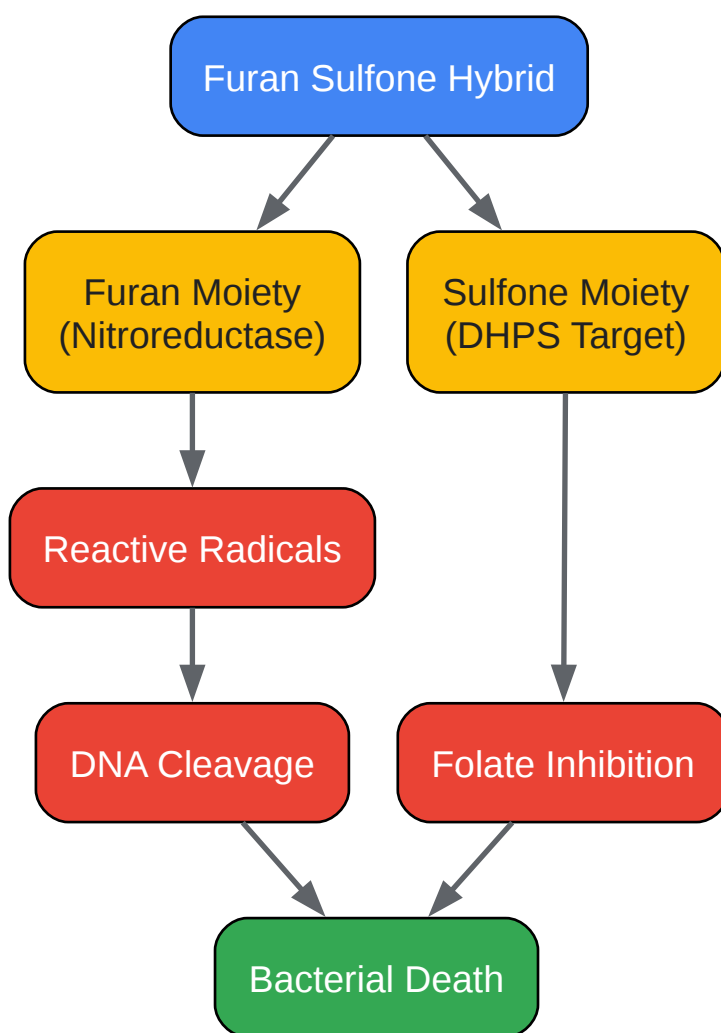 Furan Sulfone Hybrid
Furan Moiety
(Nitroreductase)
Sulfone Moiety
(DHPS Target)
Reactive Radicals
DNA Cleavage
Folate Inhibition
Bacterial Death